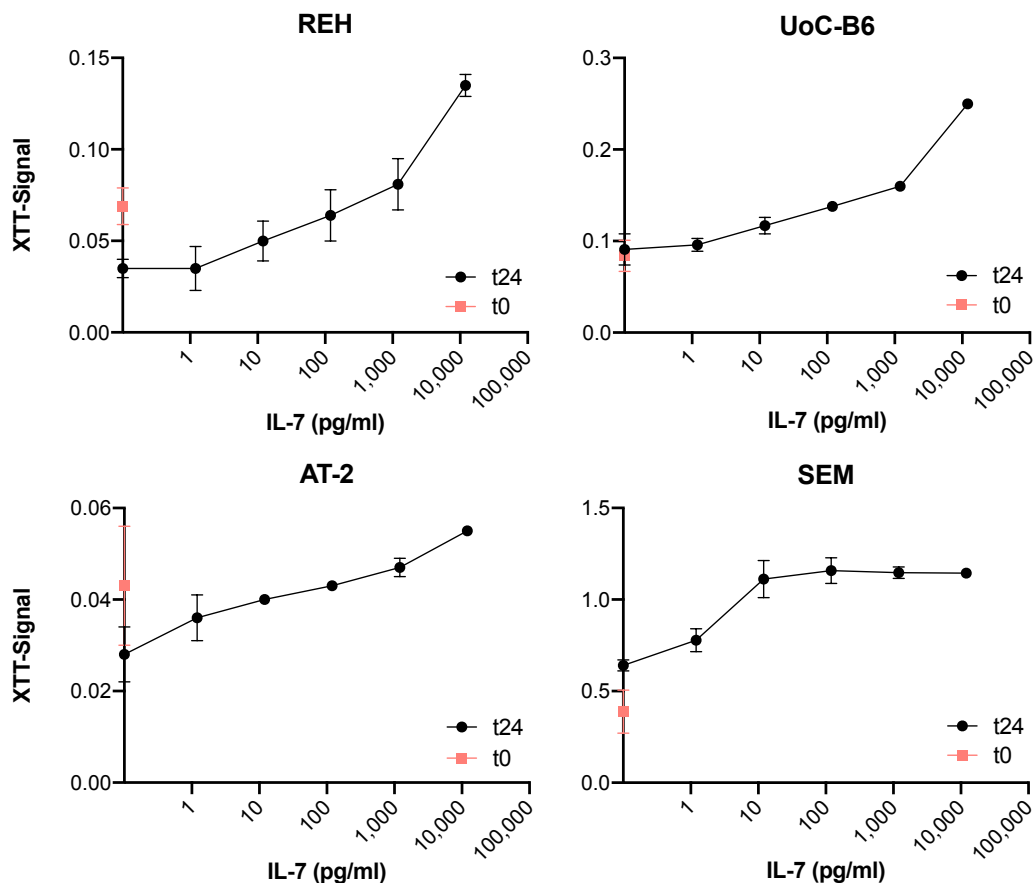 REH
XTT-Signal
0.15
0.10
0.05
0.00
t24
t0
1
10
100
1,000
10,000
100,000
IL-7 (pg/ml)
UoC-B6
0.3
0.2
0.1
0.0
t24
t0
1
10
100
1,000
10,000
100,000
IL-7 (pg/ml)
AT-2
XTT-Signal
0.06
0.04
0.02
0.00
t24
t0
1
10
100
1,000
10,000
100,000
IL-7 (pg/ml)
SEM
1.5
1.0
0.5
0.0
t24
t0
1
10
100
1,000
10,000
100,000
IL-7 (pg/ml)